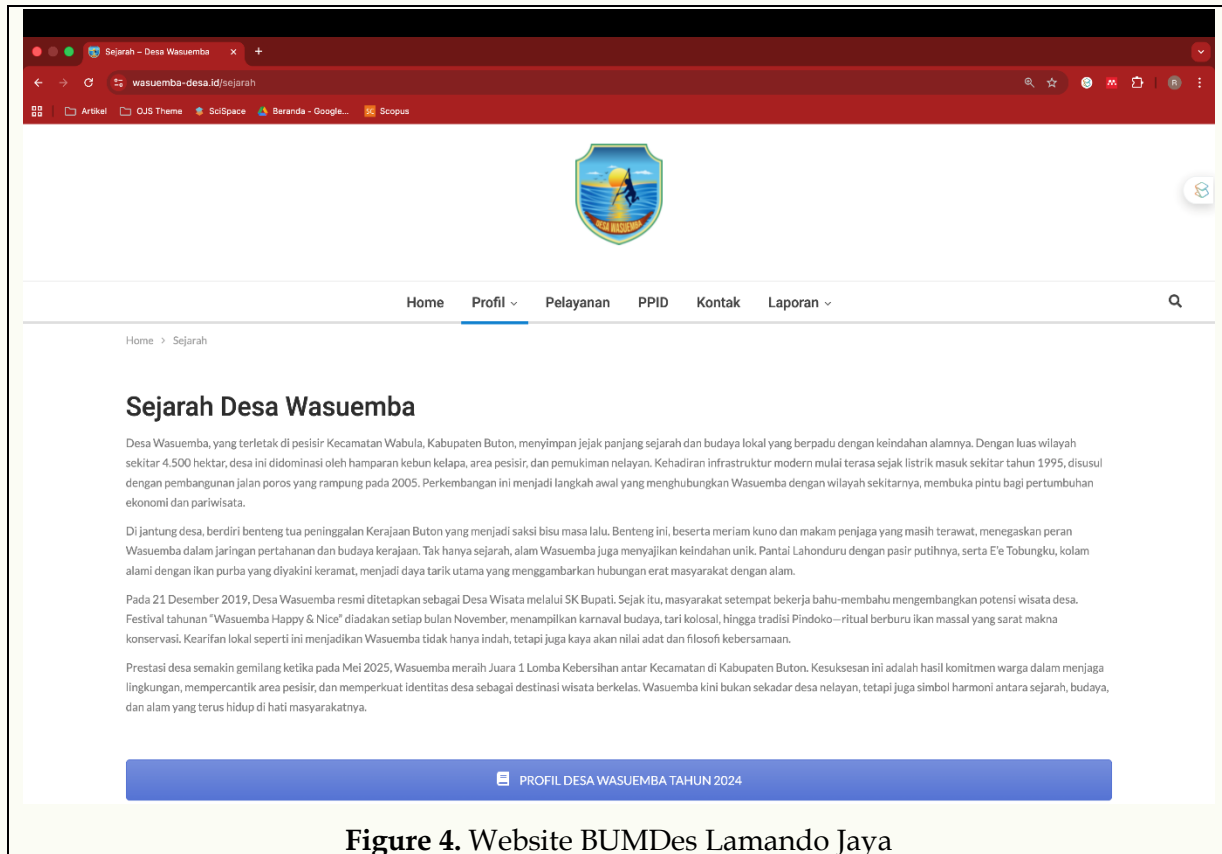 Sejarah – Desa Wasuemba
wasuemba-desa.id/sejarah
R
Artikel OJS Theme SciSpace Beranda - Google... SC Scopus
DESA WASUEMBA
Home Profil Pelayanan PPID Kontak Laporan
Home > Sejarah
Sejarah Desa Wasuemba
Desa Wasuemba, yang terletak di pesisir Kecamatan Wabula, Kabupaten Buton, menyimpan jejak panjang sejarah dan budaya lokal yang berpadu dengan keindahan alamnya. Dengan luas wilayah
sekitar 4.500 hektar, desa ini didominasi oleh hamparan kebun kelapa, area pesisir, dan pemukiman nelayan. Kehadiran infrastruktur modern mulai terasa sejak listrik masuk sekitar tahun 1995, disusul
dengan pembangunan jalan poros yang rampung pada 2005. Perkembangan ini menjadi langkah awal yang menghubungkan Wasuemba dengan wilayah sekitarnya, membuka pintu bagi pertumbuhan
ekonomi dan pariwisata.
Di jantung desa, berdiri benteng tua peninggalan Kerajaan Buton yang menjadi saksi bisu masa lalu. Benteng ini, beserta meriam kuno dan makam penjaga yang masih terawat, menegaskan peran
Wasuemba dalam jaringan pertahanan dan budaya kerajaan. Tak hanya sejarah, alam Wasuemba juga menyajikan keindahan unik. Pantai Lahonduru dengan pasir putihnya, serta E'e Tobungku, kolam
alami dengan ikan purba yang diyakini keramat, menjadi daya tarik utama yang menggambarkan hubungan erat masyarakat dengan alam.
Pada 21 Desember 2019, Desa Wasuemba resmi ditetapkan sebagai Desa Wisata melalui SK Bupati. Sejak itu, masyarakat setempat bekerja bahu-membahu mengembangkan potensi wisata desa.
Festival tahunan "Wasuemba Happy & Nice" diadakan setiap bulan November, menampilkan karnaval budaya, tari kolosal, hingga tradisi Pindoko—ritual berburu ikan massal yang sarat makna
konservasi. Kearifan lokal seperti ini menjadikan Wasuemba tidak hanya indah, tetapi juga kaya akan nilai adat dan filosofi kebersamaan.
Prestasi desa semakin gemilang ketika pada Mei 2025, Wasuemba meraih Juara 1 Lomba Kebersihan antar Kecamatan di Kabupaten Buton. Kesuksesan ini adalah hasil komitmen warga dalam menjaga
lingkungan, mempercantik area pesisir, dan memperkuat identitas desa sebagai destinasi wisata berkelas. Wasuemba kini bukan sekadar desa nelayan, tetapi juga simbol harmoni antara sejarah, budaya,
dan alam yang terus hidup di hati masyarakatnya.
PROFIL DESA WASUEMBA TAHUN 2024
Figure 4. Website BUMDes Lamando Jaya